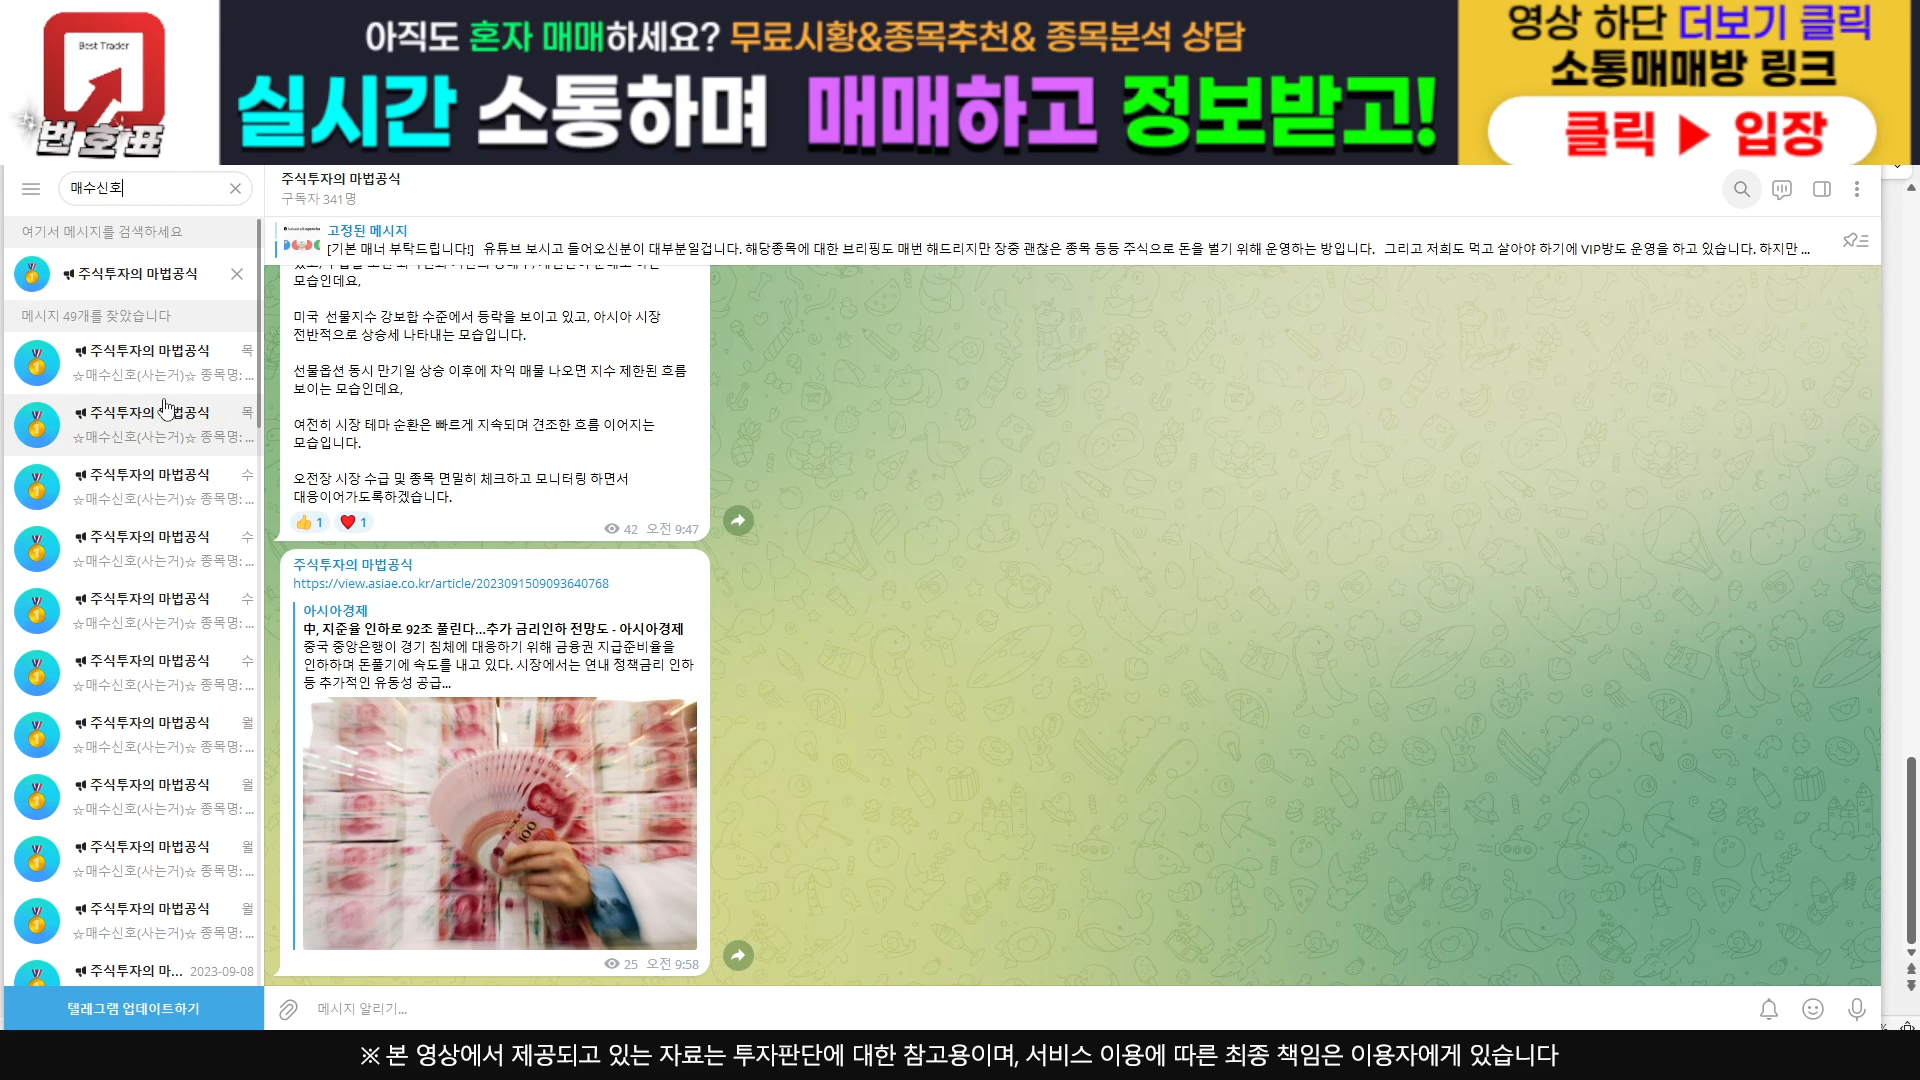 Best Trader
번호표
아직도 혼자 매매하세요? 무료시황&종목추천& 종목분석 상담
실시간 소통하며 매매하고 정보받고!
영상 하단 더보기 클릭
소통매매방 링크
클릭 ▶ 입장
매수신호
주식투자의 마법공식
구독자 341명
여기서 메시지를 검색하세요
고정된 메시지
[기본 매너 부탁드립니다!] 유튜브 보시고 들어오신분이 대부분일겁니다. 해당종목에 대한 브리핑도 매번 해드리지만 장중 괜찮은 종목 등등 주식으로 돈을 벌기 위해 운영하는 방입니다. 그리고 저희도 먹고 살아야 하기에 VIP방도 운영을 하고 있습니다. 하지만 ...
주식투자의 마법공식
메시지 49개를 찾았습니다
주식투자의 마법공식 목
☆매수신호(사는거)☆ 종목명: ...
주식투자의 마법공식 목
☆매수신호(사는거)☆ 종목명: ...
주식투자의 마법공식 수
☆매수신호(사는거)☆ 종목명: ...
주식투자의 마법공식 수
☆매수신호(사는거)☆ 종목명: ...
주식투자의 마법공식 수
☆매수신호(사는거)☆ 종목명: ...
주식투자의 마법공식 수
☆매수신호(사는거)☆ 종목명: ...
주식투자의 마법공식 월
☆매수신호(사는거)☆ 종목명: ...
주식투자의 마법공식 월
☆매수신호(사는거)☆ 종목명: ...
주식투자의 마법공식 월
☆매수신호(사는거)☆ 종목명: ...
주식투자의 마법공식 월
☆매수신호(사는거)☆ 종목명: ...
주식투자의 마... 2023-09-08
텔레그램 업데이트하기
모습인데요,
미국 선물지수 강보합 수준에서 등락을 보이고 있고, 아시아 시장
전반적으로 상승세 나타내는 모습입니다.
선물옵션 동시 만기일 상승 이후에 차익 매물 나오면 지수 제한된 흐름
보이는 모습인데요,
여전히 시장 테마 순환은 빠르게 지속되며 견조한 흐름 이어지는
모습입니다.
오전장 시장 수급 및 종목 면밀히 체크하고 모니터링 하면서
대응이어가도록하겠습니다.
1 1 42 오전 9:47
주식투자의 마법공식
https://view.asiae.co.kr/article/2023091509093640768
아시아경제
中, 지준율 인하로 92조 풀린다…추가 금리인하 전망도 - 아시아경제
중국 중앙은행이 경기 침체에 대응하기 위해 금융권 지급준비율을
인하하며 돈풀기에 속도를 내고 있다. 시장에서는 연내 정책금리 인하
등 추가적인 유동성 공급...
100
25 오전 9:58
메시지 알리기...
※ 본 영상에서 제공되고 있는 자료는 투자판단에 대한 참고용이며, 서비스 이용에 따른 최종 책임은 이용자에게 있습니다